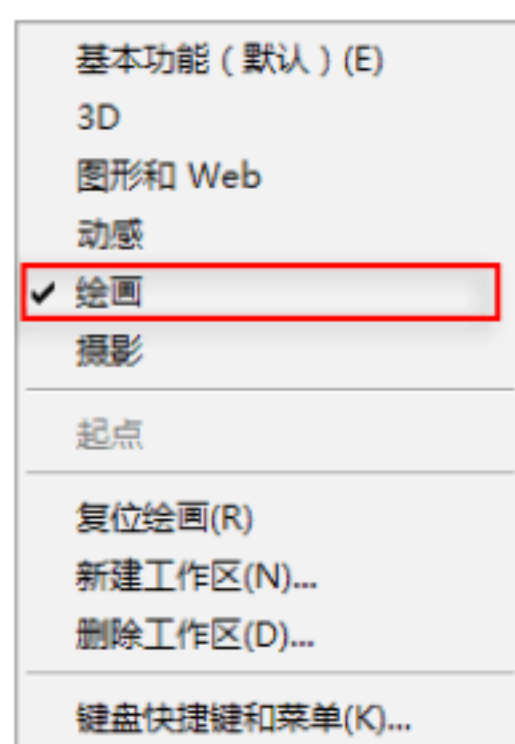 基本功能（默认）(E)
3D
图形和 Web
动感
绘画
摄影
起点
复位绘画(R)
新建工作区(N)...
删除工作区(D)...
键盘快捷键和菜单(K)...